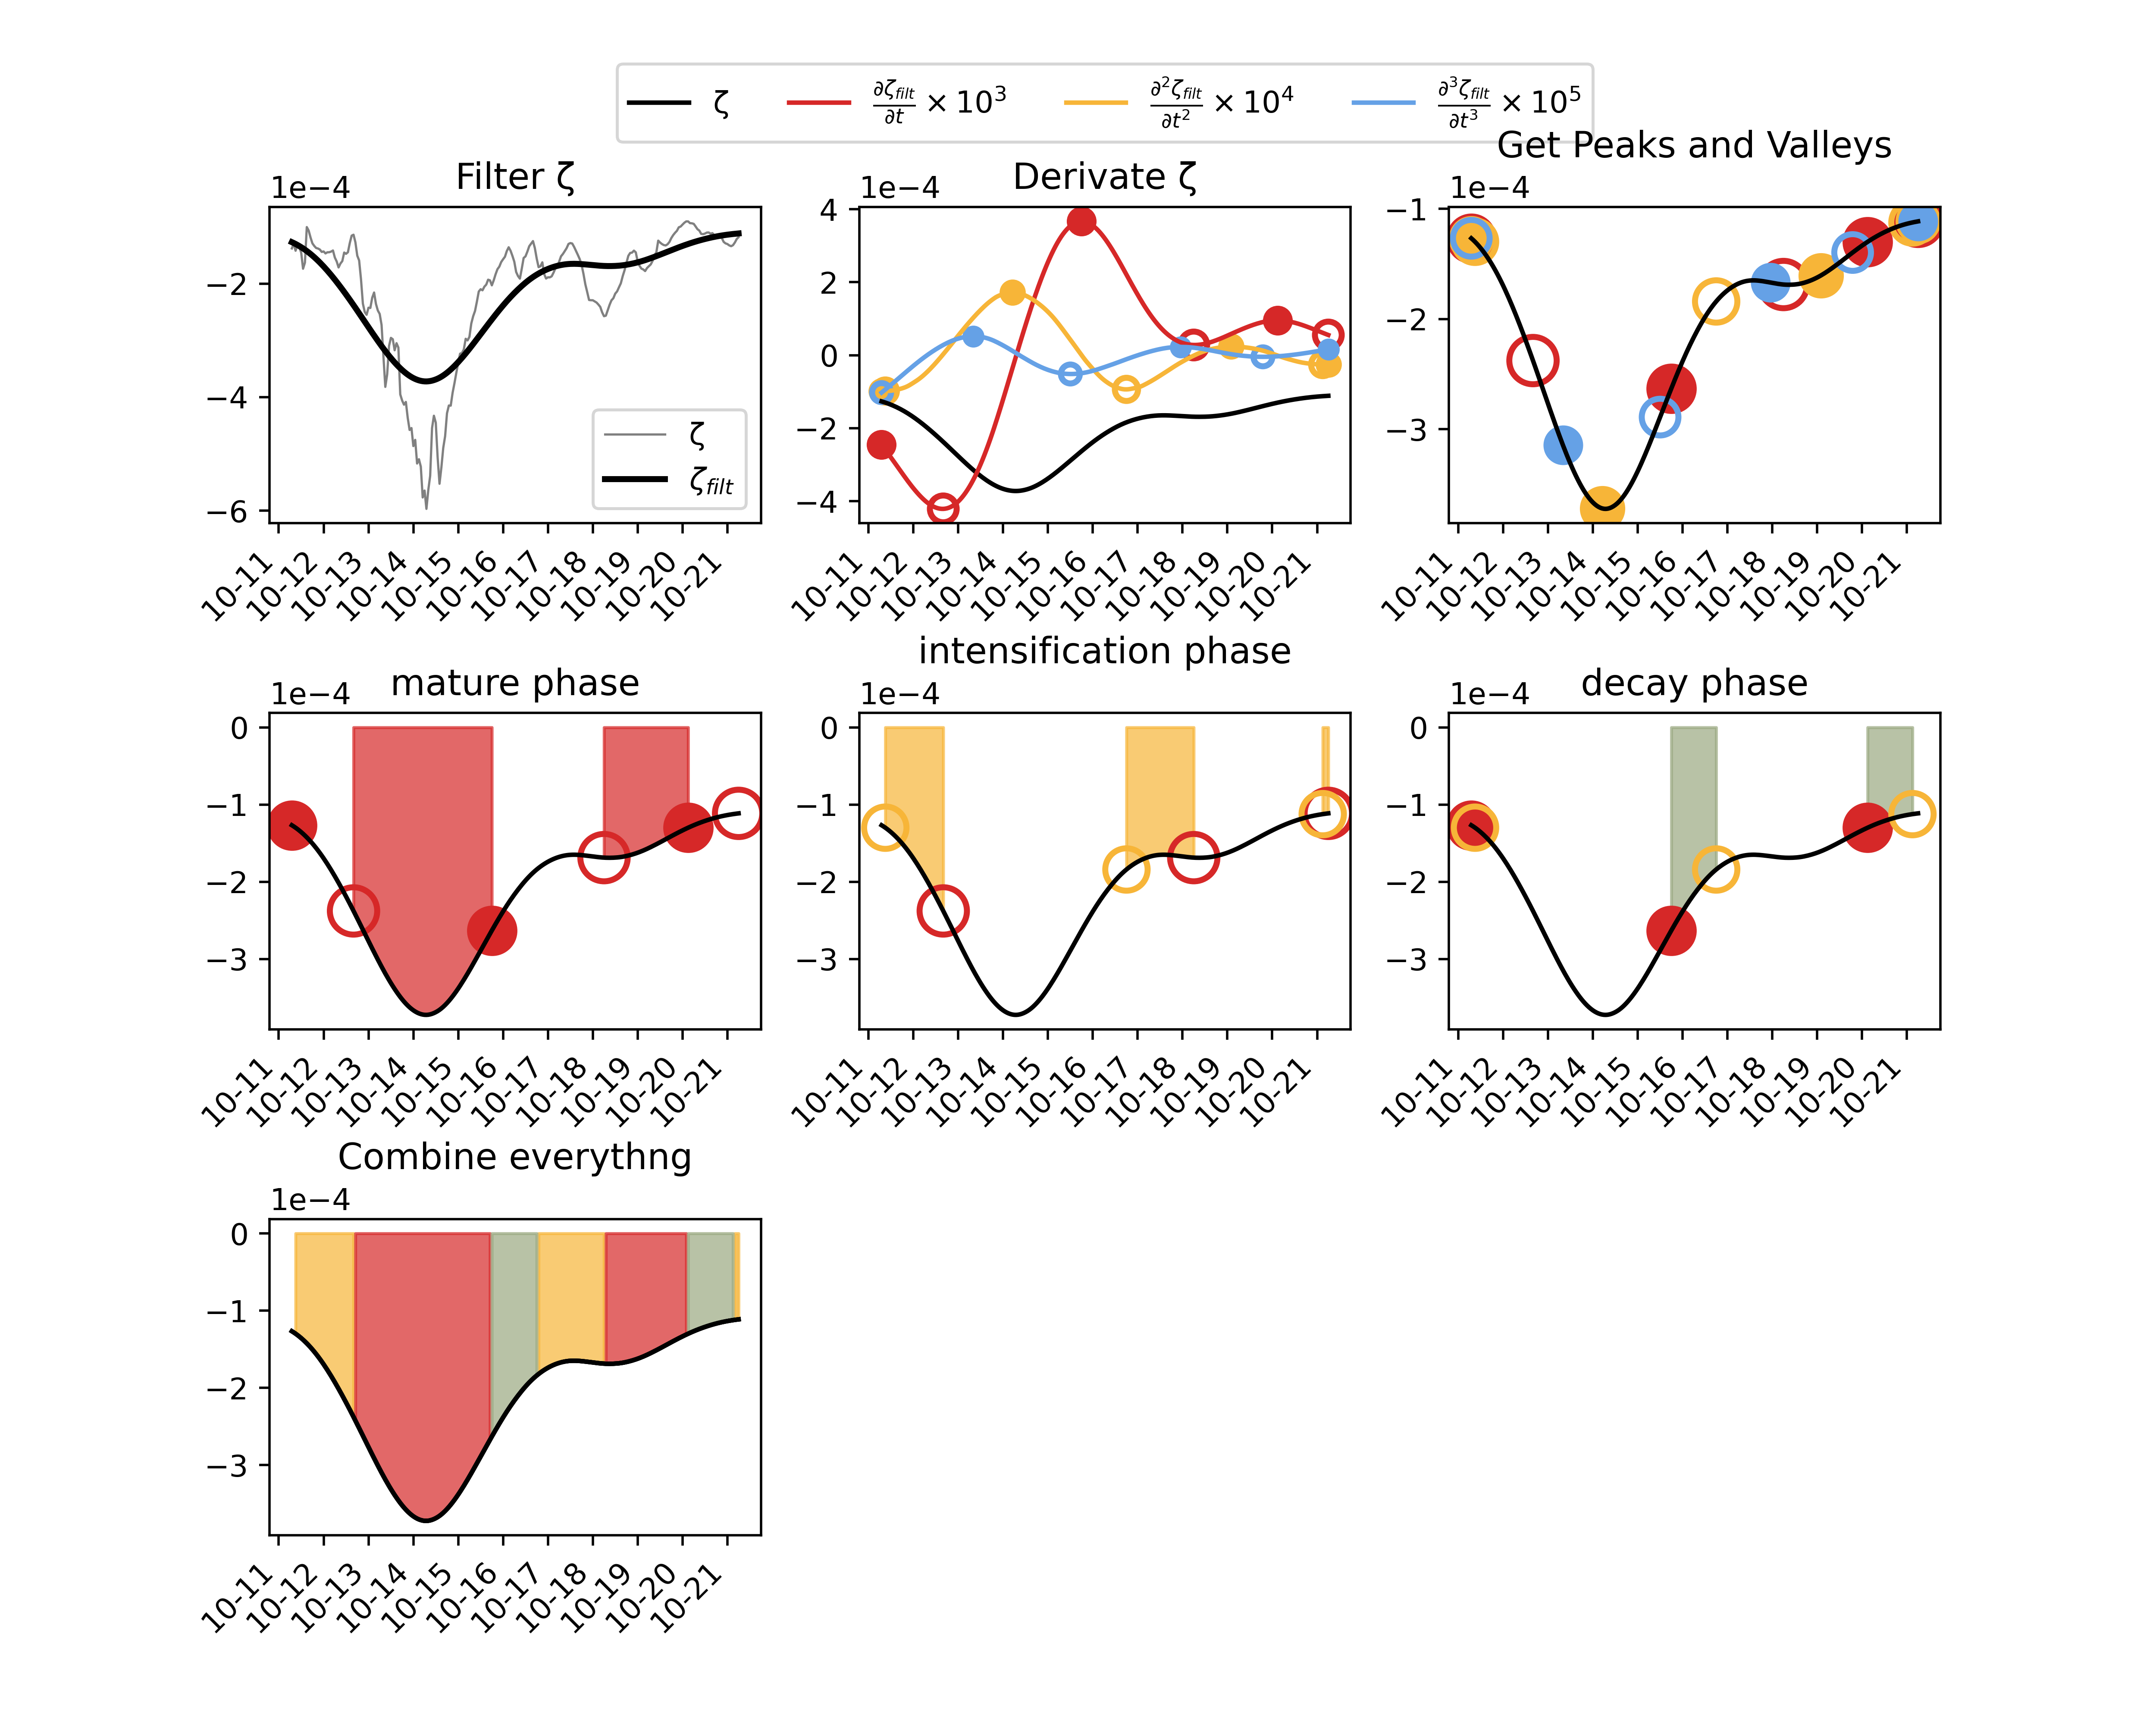 ζ   ∂ζ_filt/∂t × 10³   ∂²ζ_filt/∂t² × 10⁴   ∂³ζ_filt/∂t³ × 10⁵
Filter ζ
1e−4
−2
−4
−6
ζ
ζ_filt
10-11 10-12 10-13 10-14 10-15 10-16 10-17 10-18 10-19 10-20 10-21
Derivate ζ
1e−4
4
2
0
−2
−4
10-11 10-12 10-13 10-14 10-15 10-16 10-17 10-18 10-19 10-20 10-21
Get Peaks and Valleys
1e−4
−1
−2
−3
10-11 10-12 10-13 10-14 10-15 10-16 10-17 10-18 10-19 10-20 10-21
mature phase
1e−4
0
−1
−2
−3
10-11 10-12 10-13 10-14 10-15 10-16 10-17 10-18 10-19 10-20 10-21
intensification phase
1e−4
0
−1
−2
−3
10-11 10-12 10-13 10-14 10-15 10-16 10-17 10-18 10-19 10-20 10-21
decay phase
1e−4
0
−1
−2
−3
10-11 10-12 10-13 10-14 10-15 10-16 10-17 10-18 10-19 10-20 10-21
Combine everythng
1e−4
0
−1
−2
−3
10-11 10-12 10-13 10-14 10-15 10-16 10-17 10-18 10-19 10-20 10-21